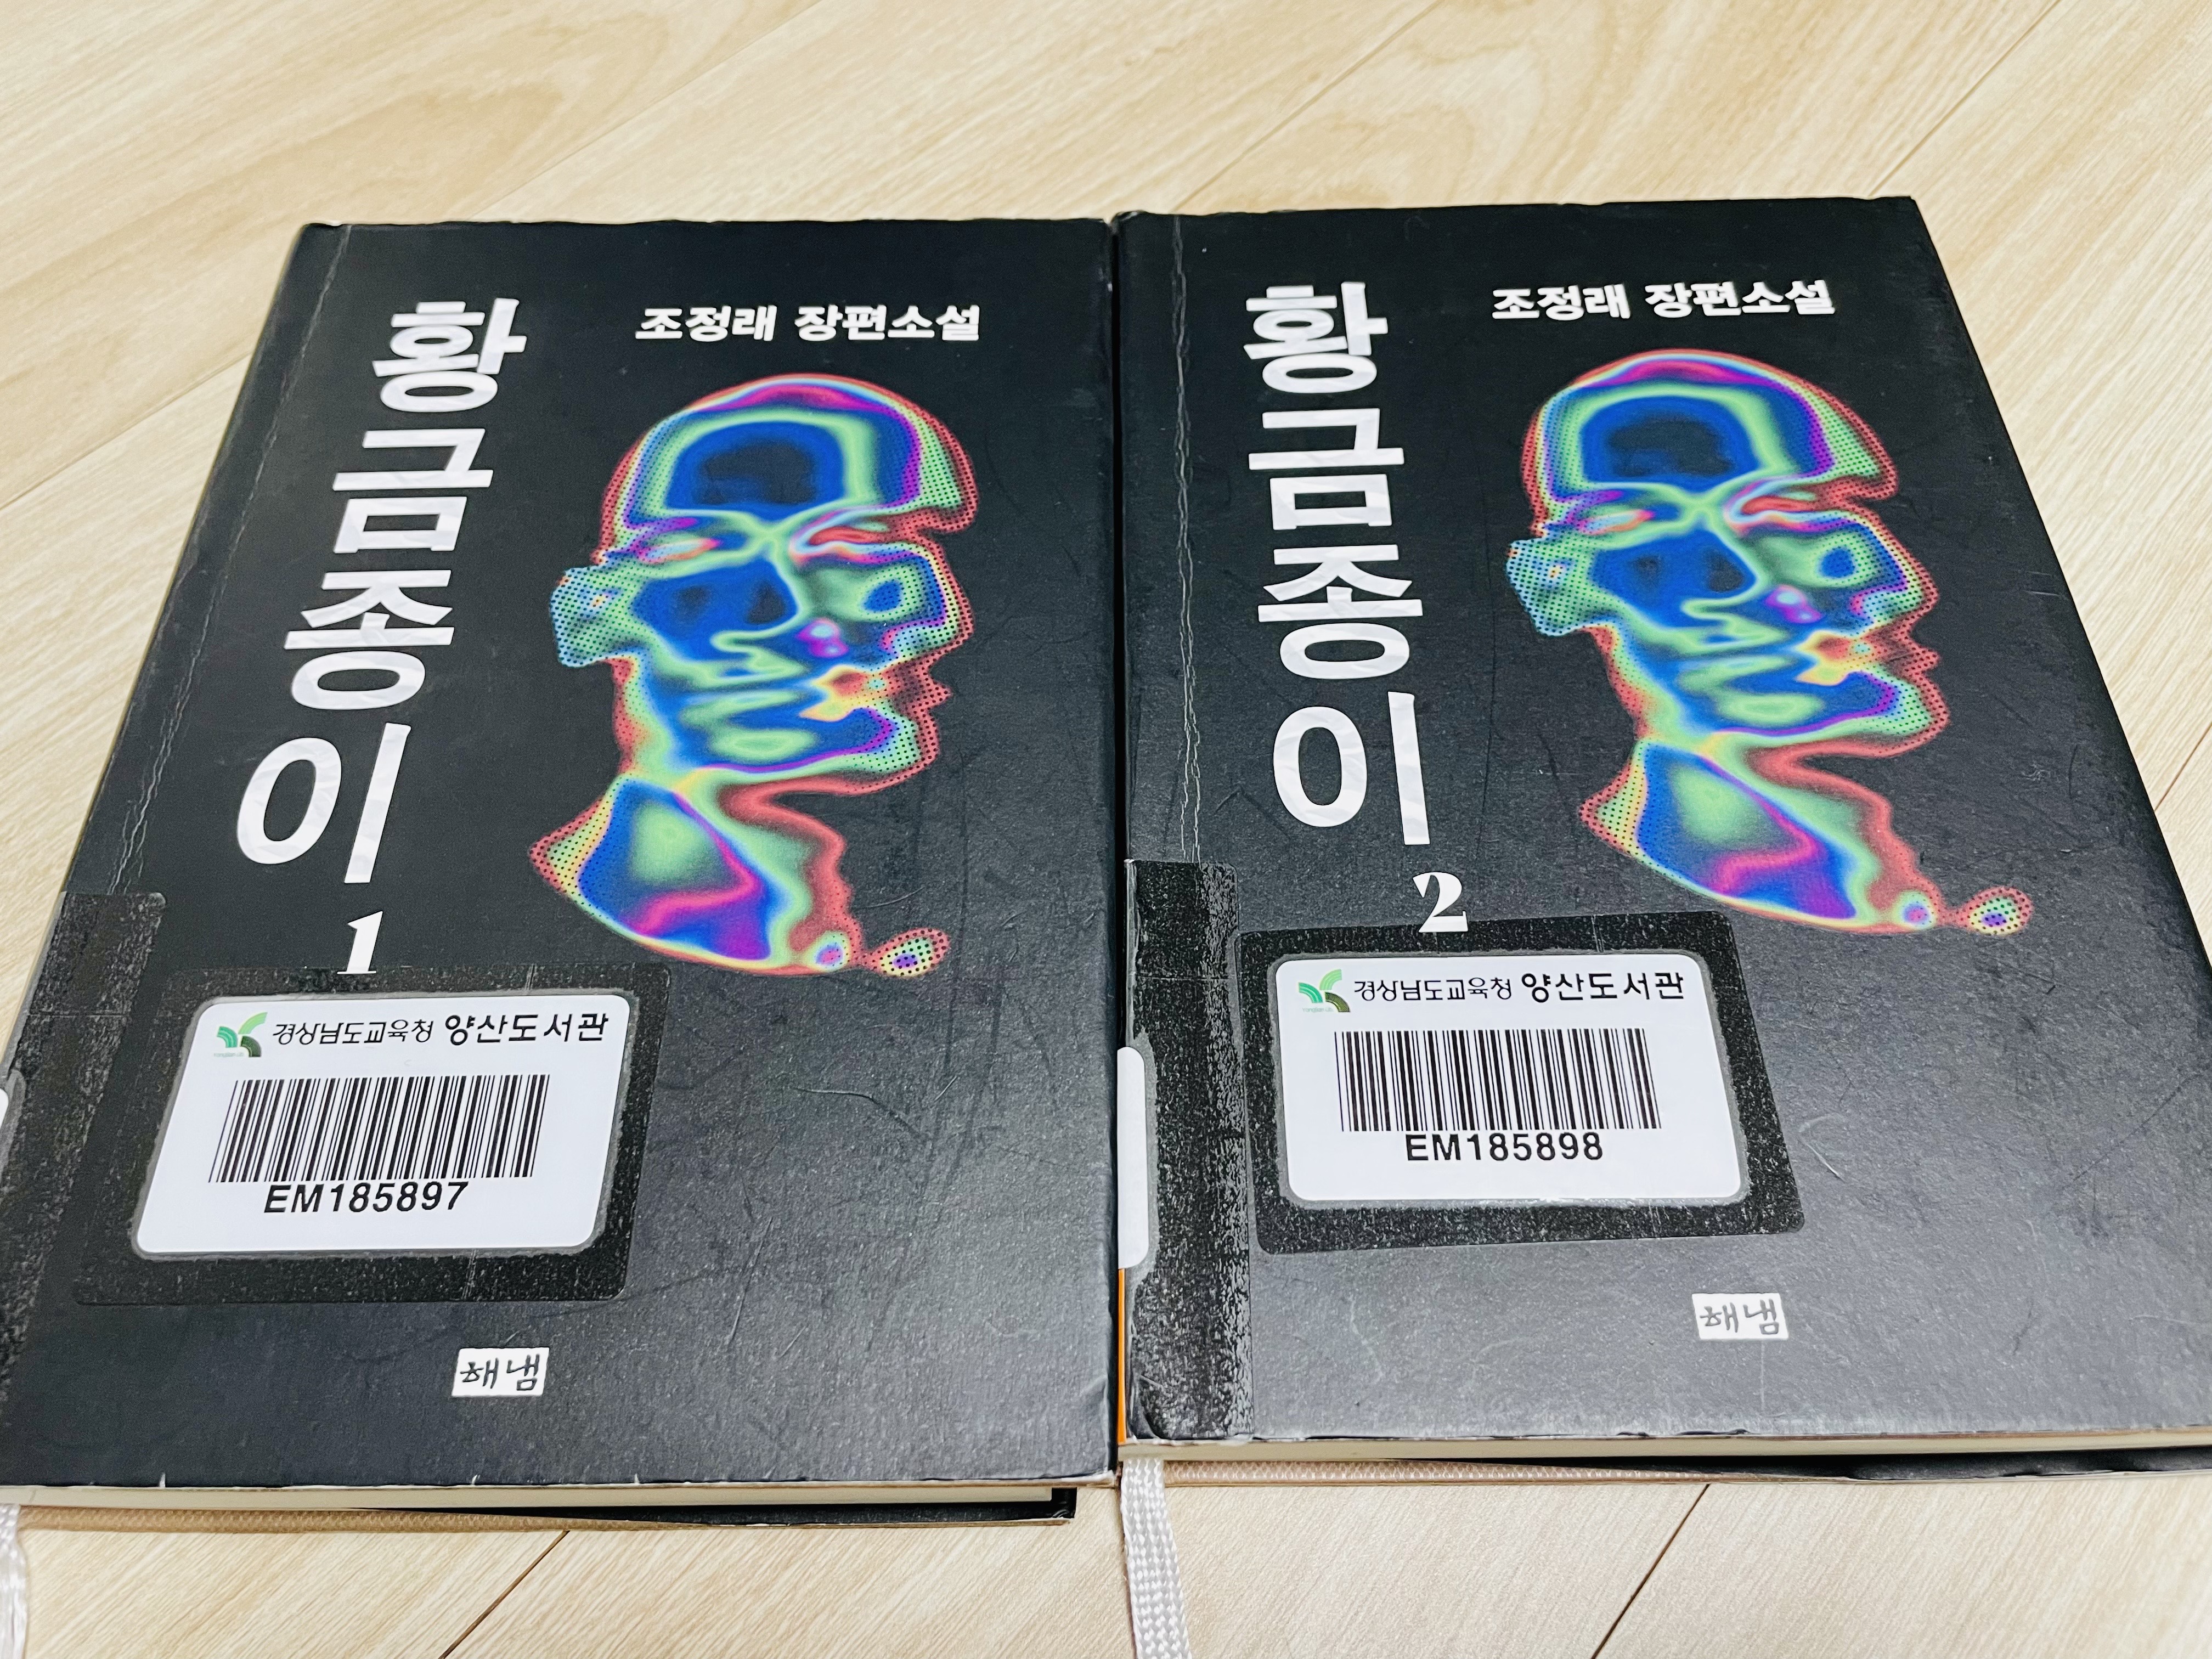 조정래 장편소설
황금종이
1
경상남도교육청 양산도서관
EM185897
해냄
조정래 장편소설
황금종이
2
경상남도교육청 양산도서관
EM185898
해냄